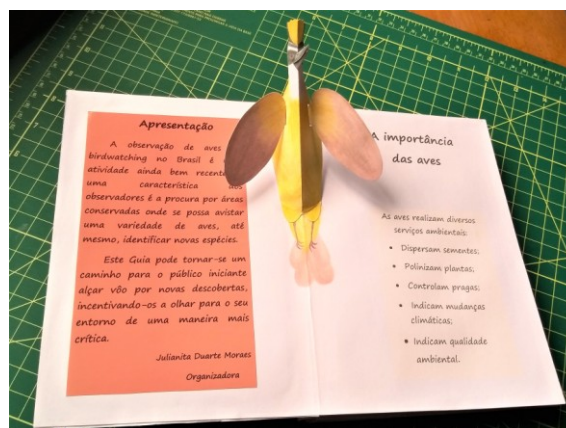 Apresentação
A observação de aves
birdwatching no Brasil é
atividade ainda bem recente
uma característica dos
observadores é a procura por áreas
conservadas onde se possa avistar
uma variedade de aves, até
mesmo, identificar novas espécies.
Este Guia pode tornar-se um
caminho para o público iniciante
alçar vôo por novas descobertas,
incentivando-os a olhar para o seu
entorno de uma maneira mais
crítica.
Julianita Duarte Moraes
Organizadora
A importância
das aves
As aves realizam diversos
serviços ambientais:
• Dispersam sementes;
• Polinizam plantas;
• Controlam pragas;
• Indicam mudanças
climáticas;
• Indicam qualidade
ambiental.